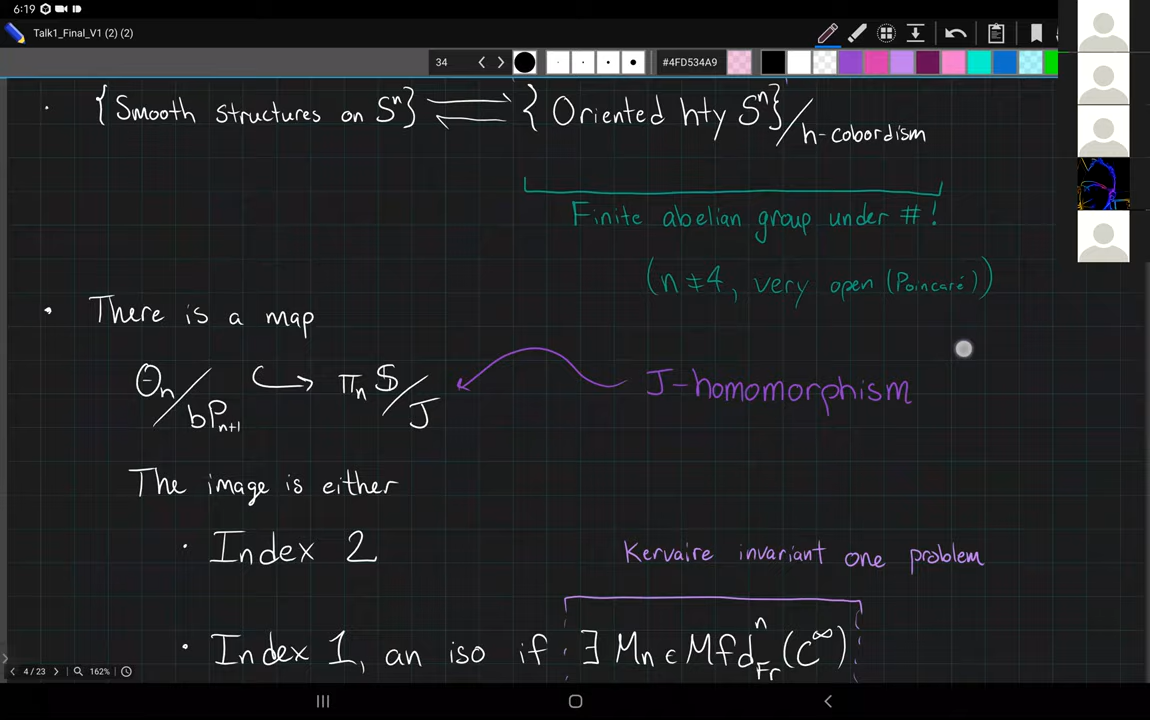 6:19
Talk1_Final_V1 (2) (2)
34
#4FD534A9
· {Smooth structures on Sⁿ} ⇌ {Oriented hty Sⁿ}/h-cobordism
Finite abelian group under # !
(n ≠ 4, very open (Poincaré))
· There is a map
Θₙ/bPₙ₊₁ ↪ πₙ $/J
J-homomorphism
The image is either
· Index 2
Kervaire invariant one problem
· Index 1, an iso if ∃ Mₙ ∈ Mfdⁿ_Fr (C^∞)
4/23
162%